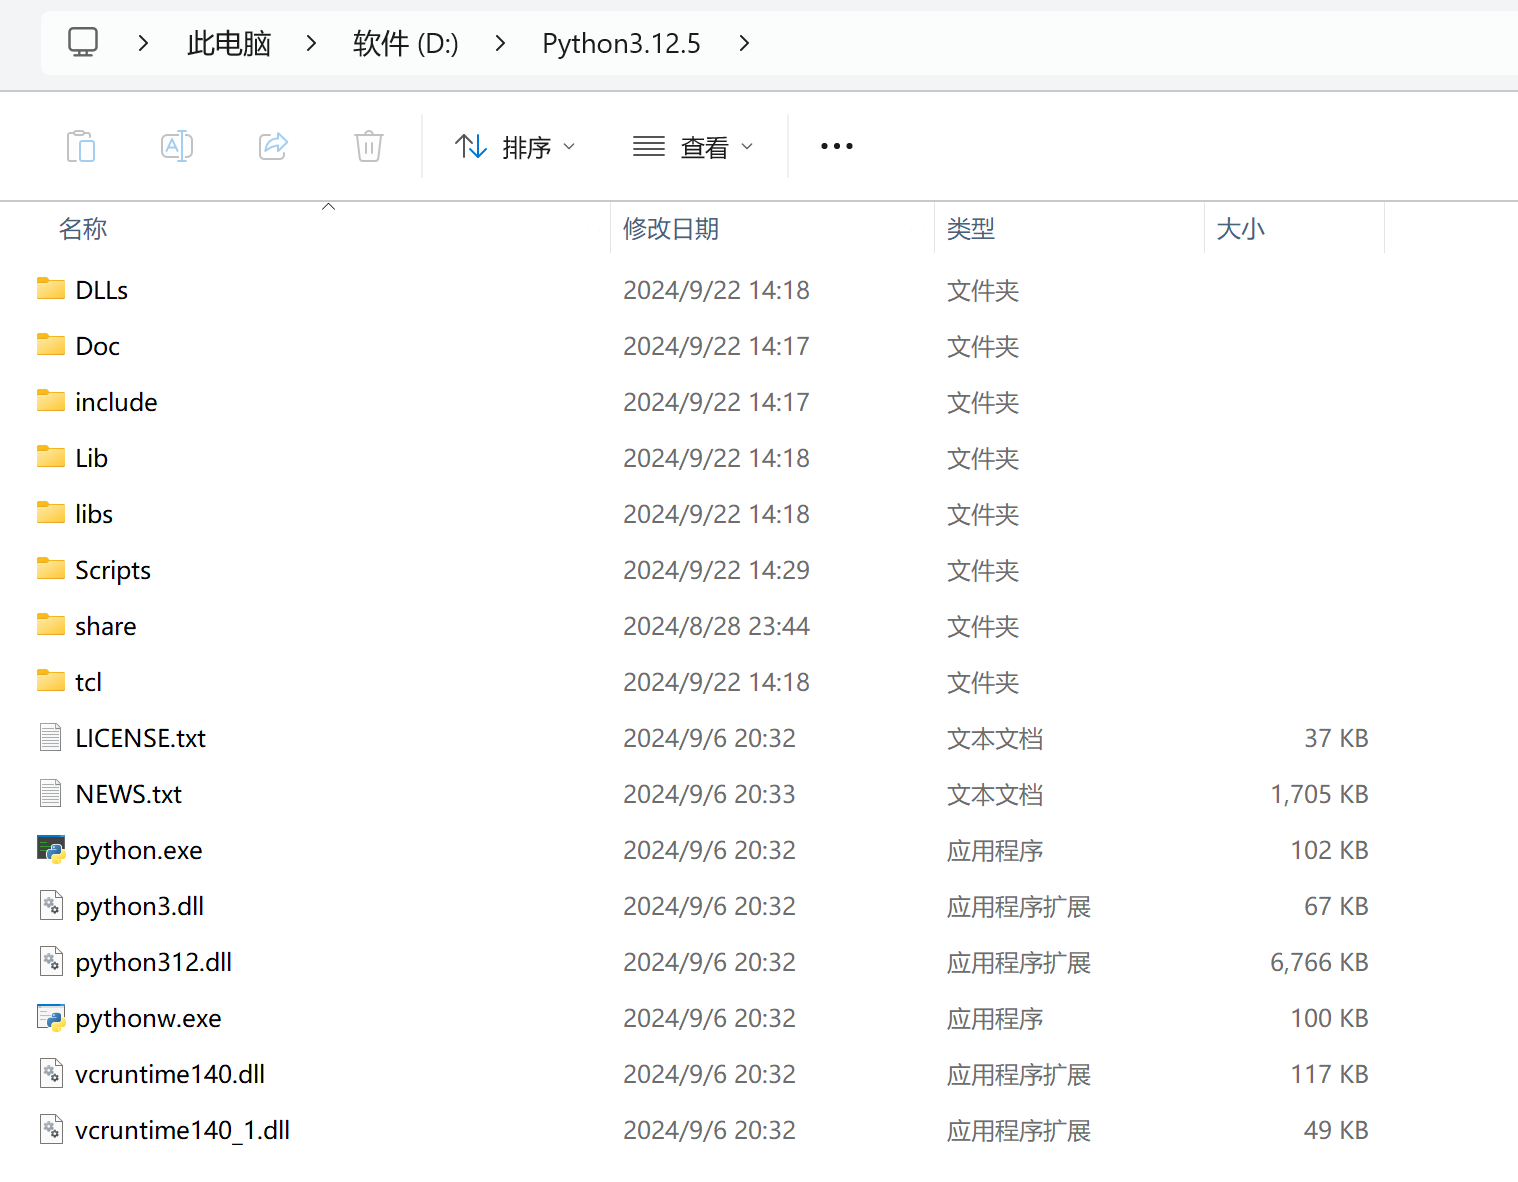 此电脑 软件 (D:) Python3.12.5
A 排序 查看
名称 修改日期 类型 大小
DLLs 2024/9/22 14:18 文件夹
Doc 2024/9/22 14:17 文件夹
include 2024/9/22 14:17 文件夹
Lib 2024/9/22 14:18 文件夹
libs 2024/9/22 14:18 文件夹
Scripts 2024/9/22 14:29 文件夹
share 2024/8/28 23:44 文件夹
tcl 2024/9/22 14:18 文件夹
LICENSE.txt 2024/9/6 20:32 文本文档 37 KB
NEWS.txt 2024/9/6 20:33 文本文档 1,705 KB
python.exe 2024/9/6 20:32 应用程序 102 KB
python3.dll 2024/9/6 20:32 应用程序扩展 67 KB
python312.dll 2024/9/6 20:32 应用程序扩展 6,766 KB
pythonw.exe 2024/9/6 20:32 应用程序 100 KB
vcruntime140.dll 2024/9/6 20:32 应用程序扩展 117 KB
vcruntime140_1.dll 2024/9/6 20:32 应用程序扩展 49 KB